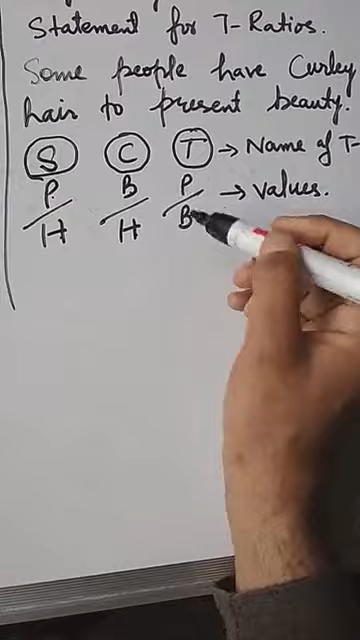 Statement for T-Ratios.
Some people have Curley
hair to present beauty.
S C T → Name of T-
P/H B/H P/B → values.